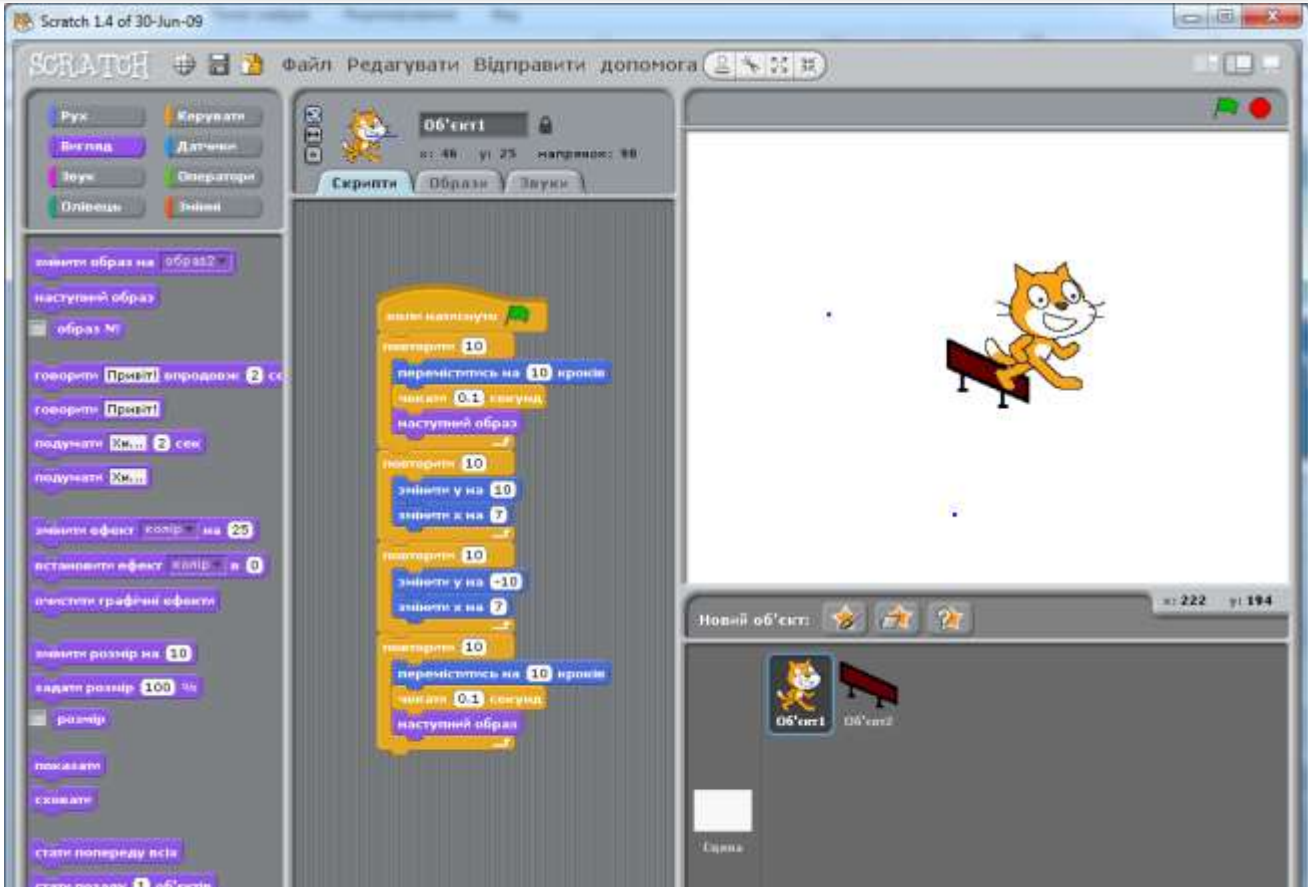 Scratch 1.4 of 30-Jun-09
SCRATCH
Файл Редагувати Відправити допомога
Рух
Керувати
Вигляд
Датчики
Звук
Оператори
Олівець
Змінні
змінити образ на образ2
наступний образ
образ №
говорити Привіт! впродовж 2 се
говорити Привіт!
подумати Хм... 2 сек
подумати Хм...
змінити ефект колір на 25
встановити ефект колір в 0
очистити графічні ефекти
змінити розмір на 10
задати розмір 100 %
розмір
показати
сховати
стати попереду всіх
стати позаду 1 об'єктів
Об'єкт1
x: 46 y: 25 напрямок: 90
Скрипти
Образи
Звуки
коли натиснуто
повторити 10
переміститись на 10 кроків
чекати 0.1 секунд
наступний образ
повторити 10
змінити y на 10
змінити x на 7
повторити 10
змінити y на -10
змінити x на 7
повторити 10
переміститись на 10 кроків
чекати 0.1 секунд
наступний образ
x: 222 y: 194
Новий об'єкт:
Об'єкт1
Об'єкт2
Сцена